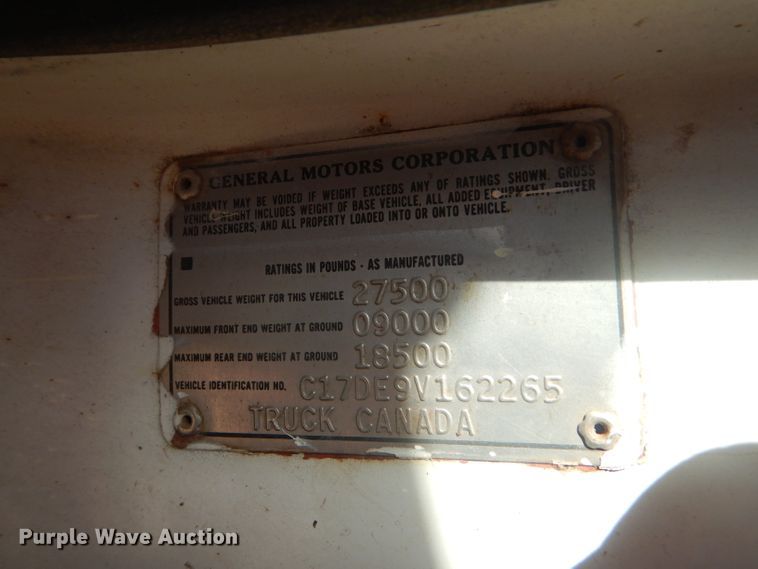 GENERAL MOTORS CORPORATION
WARRANTY MAY BE VOIDED IF WEIGHT EXCEEDS ANY OF RATINGS SHOWN. GROSS
VEHICLE WEIGHT INCLUDES WEIGHT OF BASE VEHICLE, ALL ADDED EQUIPMENT, DRIVER
AND PASSENGERS, AND ALL PROPERTY LOADED INTO OR ONTO VEHICLE.
RATINGS IN POUNDS - AS MANUFACTURED
GROSS VEHICLE WEIGHT FOR THIS VEHICLE 27500
MAXIMUM FRONT END WEIGHT AT GROUND 09000
MAXIMUM REAR END WEIGHT AT GROUND 18500
VEHICLE IDENTIFICATION NO. C17DE9V162265
TRUCK CANADA
Purple Wave Auction